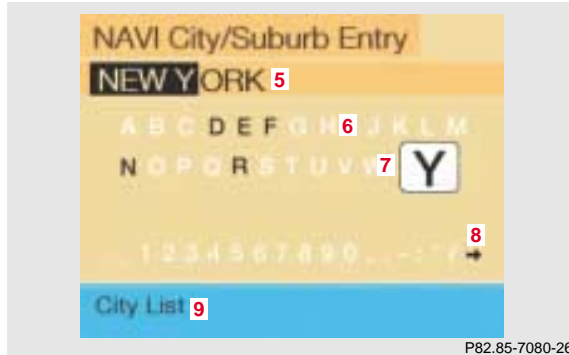 NAVI City/Suburb Entry
NEW YORK 5
A B C D E F G H 6 J K L M
N O P Q R S T U V W 7 Y
8
1 2 3 4 5 6 7 8 9 0 . , - : ' / →
City List 9
P82.85-7080-26